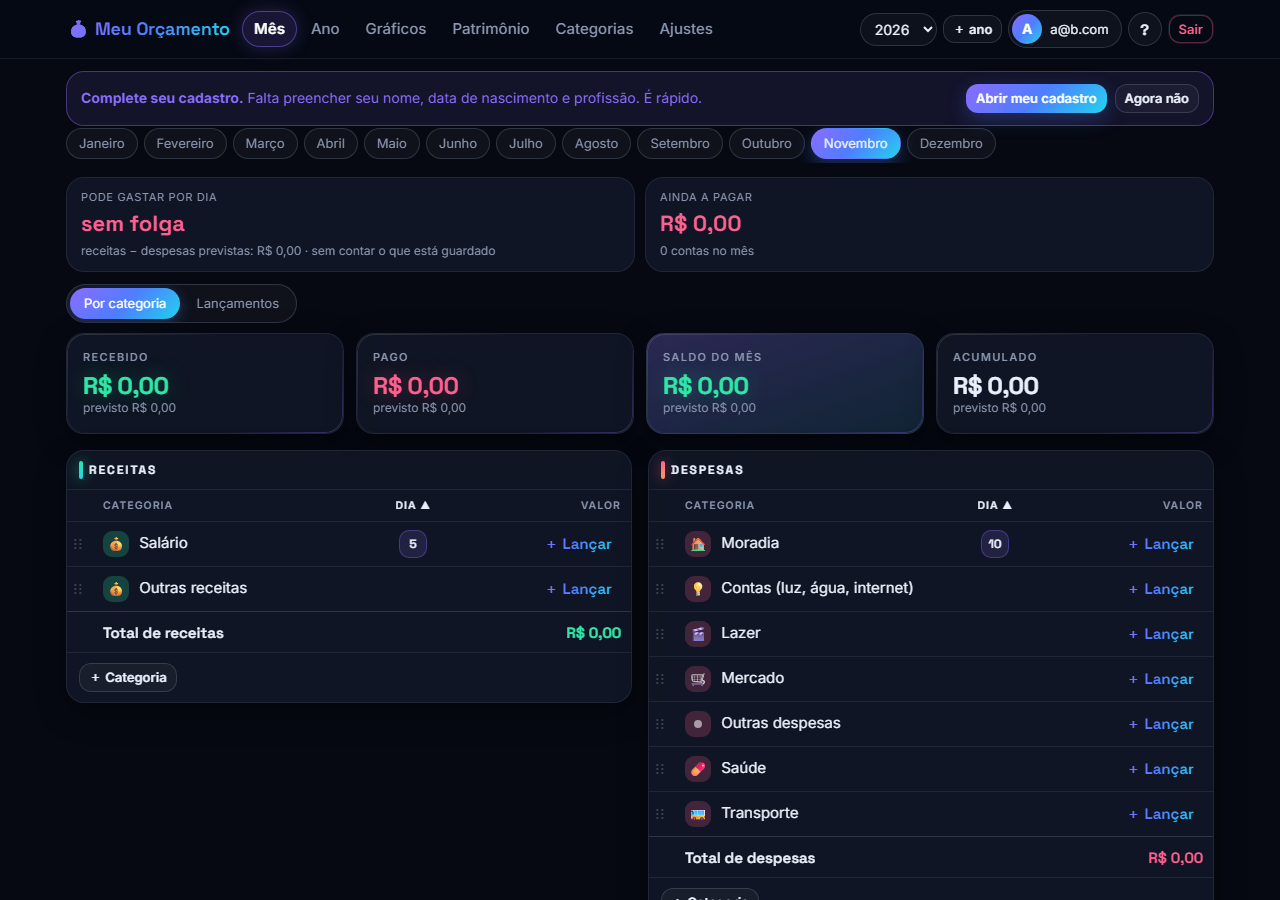 Meu Orçamento Mês Ano Gráficos Patrimônio Categorias Ajustes 2026 + ano A a@b.com ? Sair
Complete seu cadastro. Falta preencher seu nome, data de nascimento e profissão. É rápido. Abrir meu cadastro Agora não
Janeiro Fevereiro Março Abril Maio Junho Julho Agosto Setembro Outubro Novembro Dezembro
PODE GASTAR POR DIA
sem folga
receitas − despesas previstas: R$ 0,00 · sem contar o que está guardado
AINDA A PAGAR
R$ 0,00
0 contas no mês
Por categoria Lançamentos
RECEBIDO
R$ 0,00
previsto R$ 0,00
PAGO
R$ 0,00
previsto R$ 0,00
SALDO DO MÊS
R$ 0,00
previsto R$ 0,00
ACUMULADO
R$ 0,00
previsto R$ 0,00
RECEITAS
CATEGORIA DIA ▲ VALOR
Salário 5 + Lançar
Outras receitas + Lançar
Total de receitas R$ 0,00
+ Categoria
DESPESAS
CATEGORIA DIA ▲ VALOR
Moradia 10 + Lançar
Contas (luz, água, internet) + Lançar
Lazer + Lançar
Mercado + Lançar
Outras despesas + Lançar
Saúde + Lançar
Transporte + Lançar
Total de despesas R$ 0,00
+ Categoria